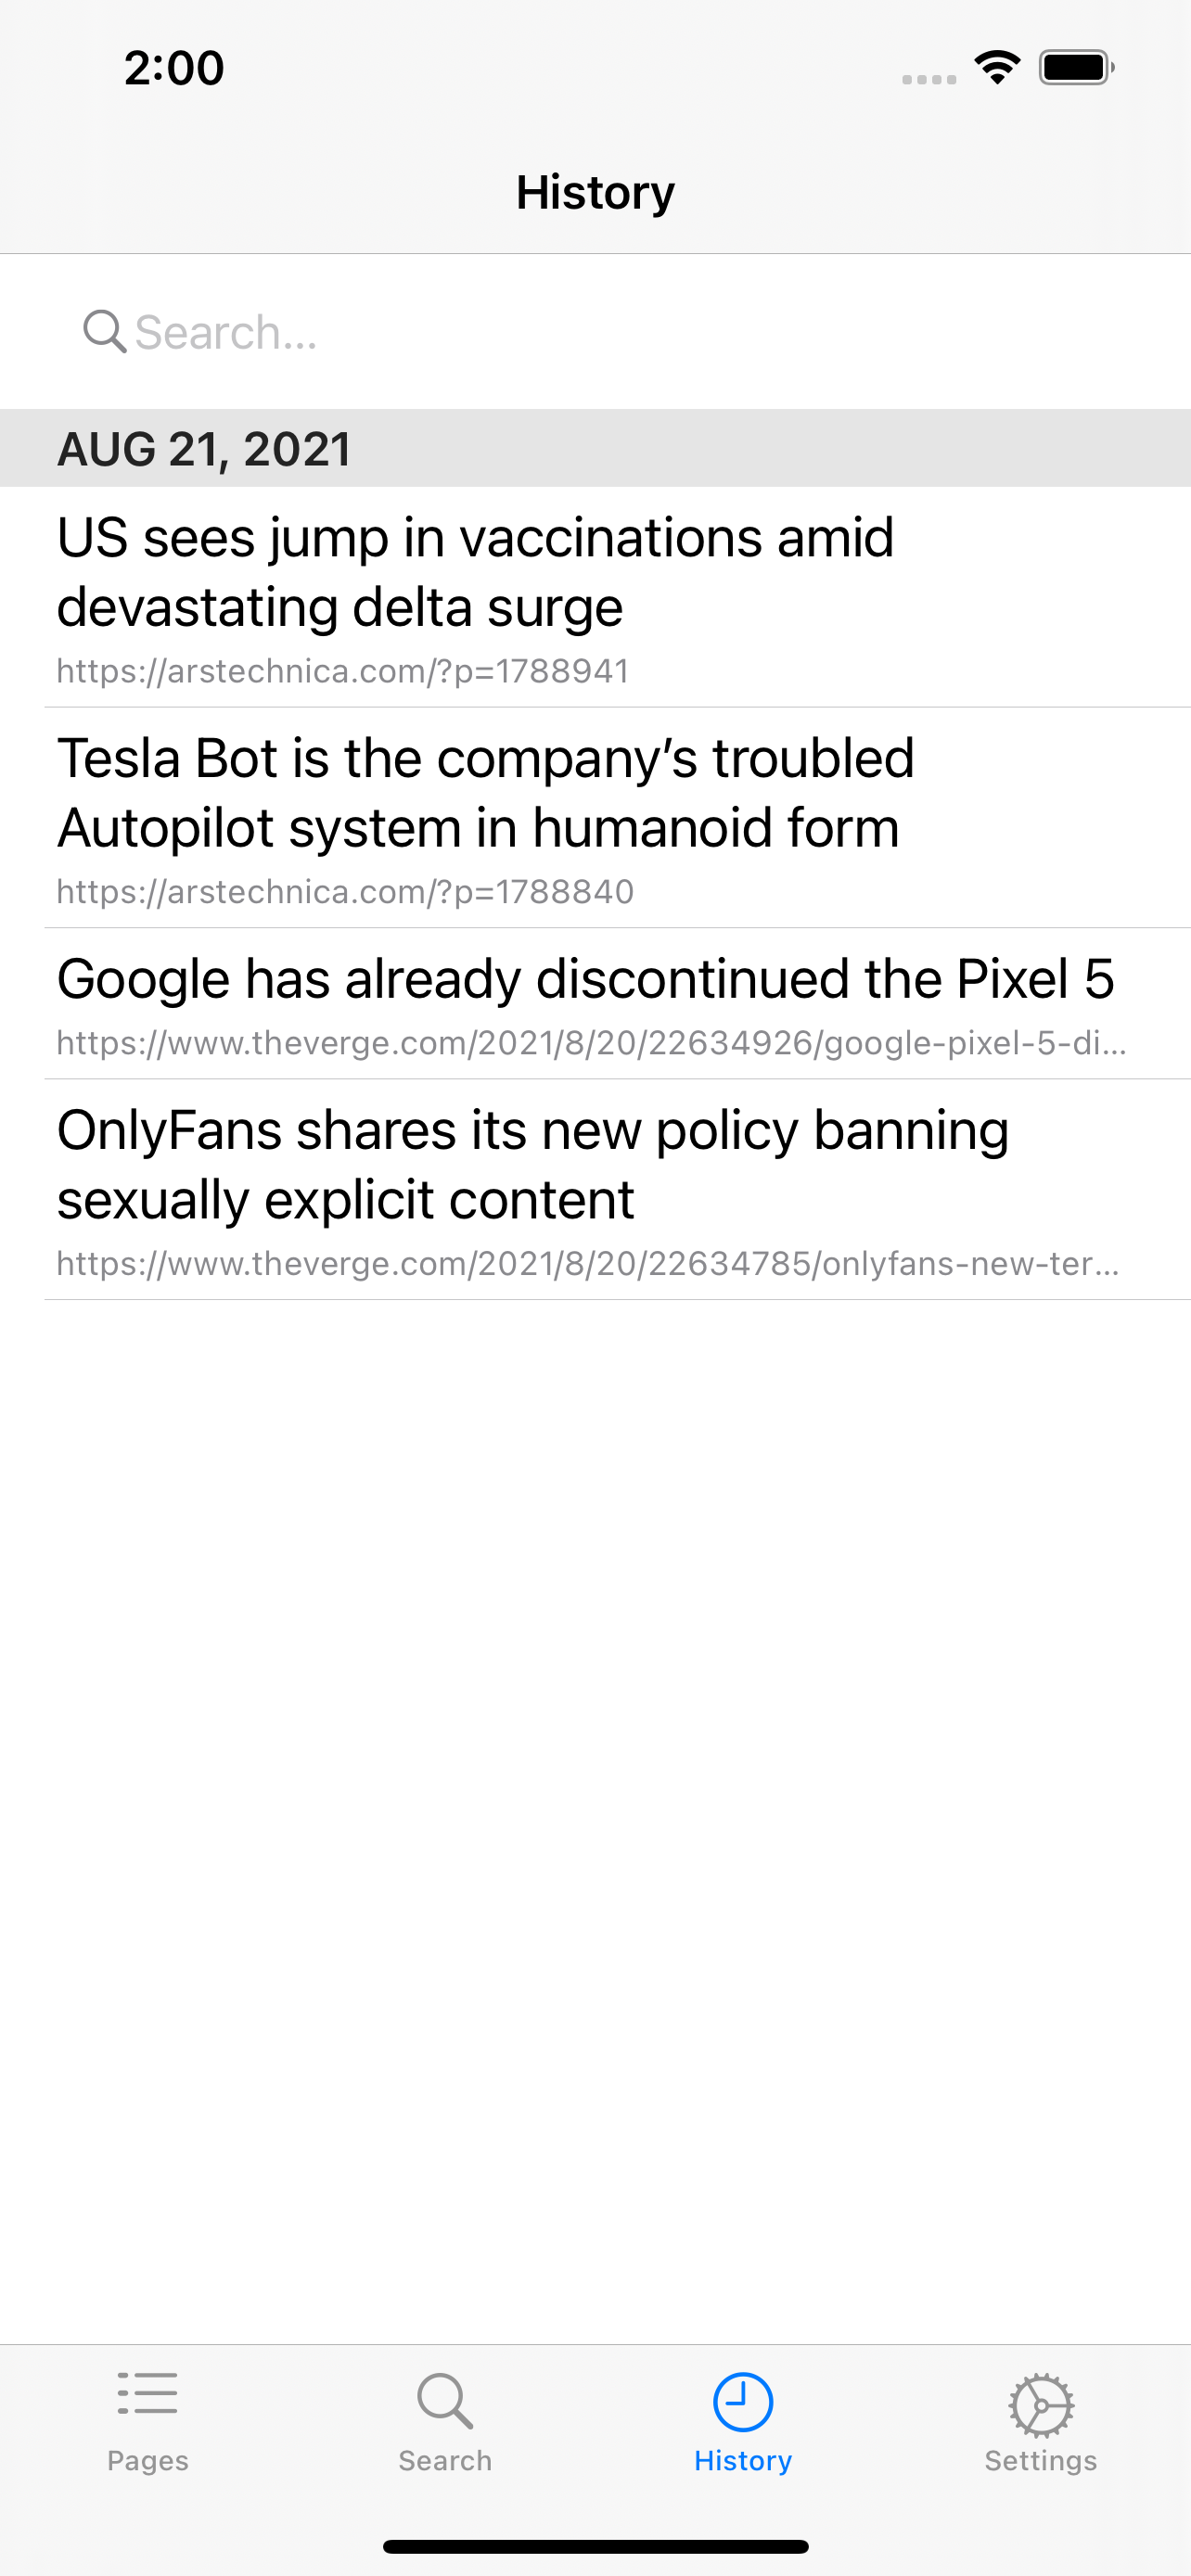 2:00
History
Search...
AUG 21, 2021
US sees jump in vaccinations amid
devastating delta surge
https://arstechnica.com/?p=1788941
Tesla Bot is the company’s troubled
Autopilot system in humanoid form
https://arstechnica.com/?p=1788840
Google has already discontinued the Pixel 5
https://www.theverge.com/2021/8/20/22634926/google-pixel-5-di...
OnlyFans shares its new policy banning
sexually explicit content
https://www.theverge.com/2021/8/20/22634785/onlyfans-new-ter...
Pages
Search
History
Settings